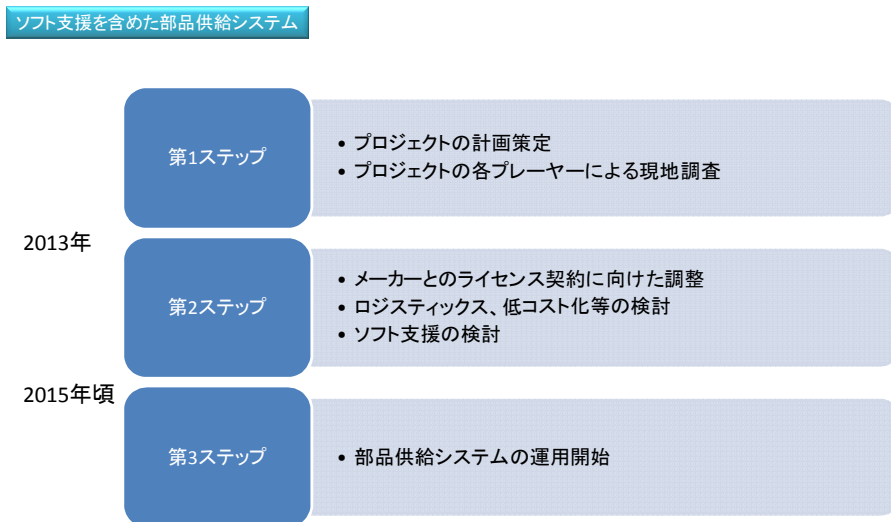 ソフト支援を含めた部品供給システム
第1ステップ
• プロジェクトの計画策定
• プロジェクトの各プレーヤーによる現地調査
2013年
第2ステップ
• メーカーとのライセンス契約に向けた調整
• ロジスティックス、低コスト化等の検討
• ソフト支援の検討
2015年頃
第3ステップ
• 部品供給システムの運用開始